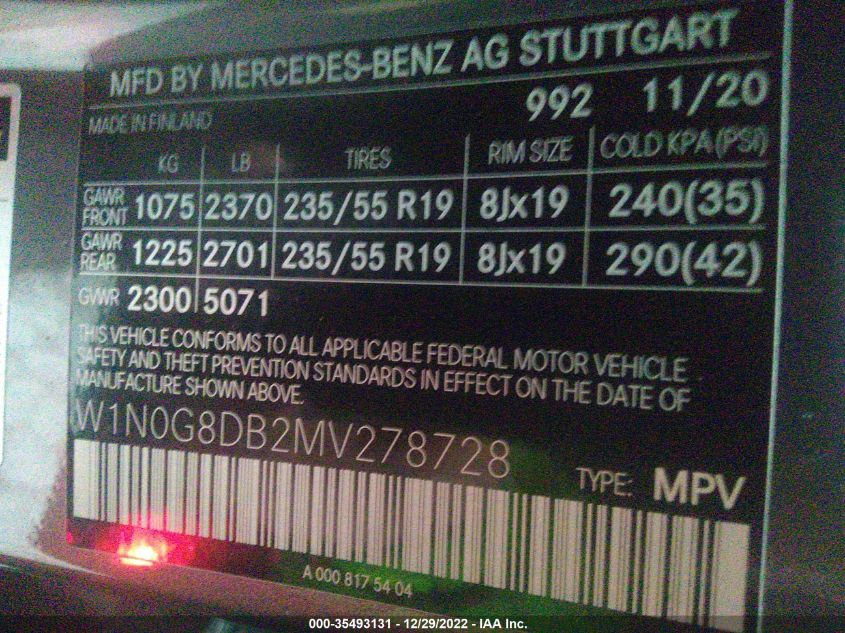 MFD BY MERCEDES-BENZ AG STUTTGART
MADE IN FINLAND 992 11/20
KG LB TIRES RIM SIZE COLD KPA (PSI)
GAWR FRONT 1075 2370 235/55 R19 8Jx19 240(35)
GAWR REAR 1225 2701 235/55 R19 8Jx19 290(42)
GVWR 2300 5071
THIS VEHICLE CONFORMS TO ALL APPLICABLE FEDERAL MOTOR VEHICLE
SAFETY AND THEFT PREVENTION STANDARDS IN EFFECT ON THE DATE OF
MANUFACTURE SHOWN ABOVE.
W1N0G8DB2MV278728
TYPE: MPV
A 000 817 54 04
000-35493131 - 12/29/2022 - IAA Inc.